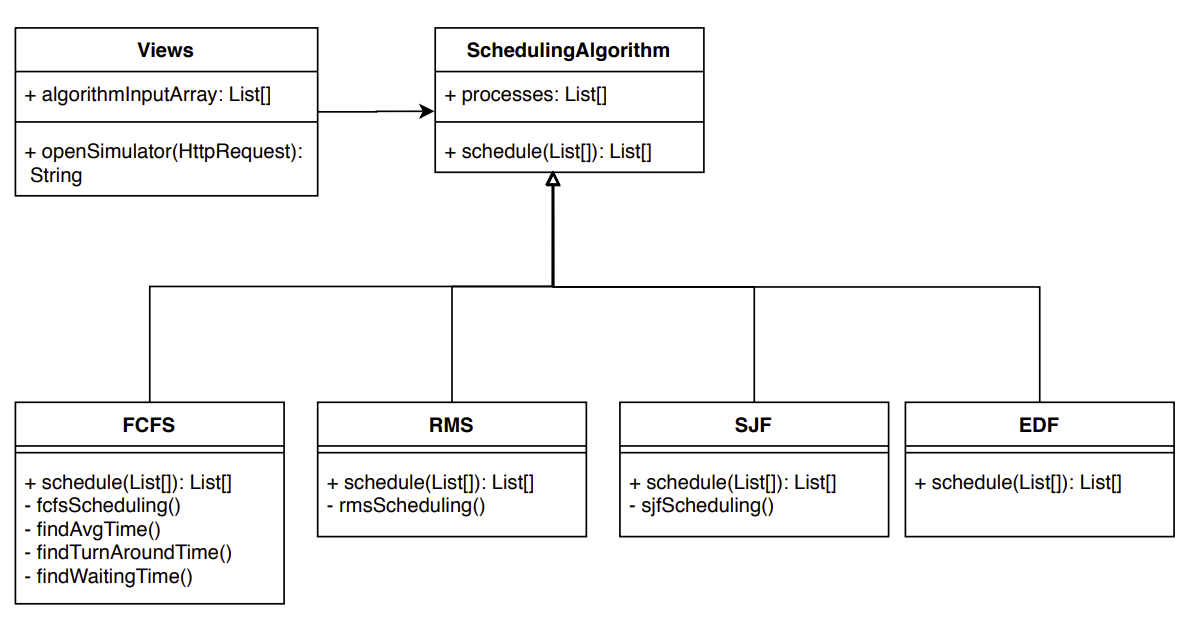 Views
+ algorithmInputArray: List[]
+ openSimulator(HttpRequest):
String
SchedulingAlgorithm
+ processes: List[]
+ schedule(List[]): List[]
FCFS
+ schedule(List[]): List[]
- fcfsScheduling()
- findAvgTime()
- findTurnAroundTime()
- findWaitingTime()
RMS
+ schedule(List[]): List[]
- rmsScheduling()
SJF
+ schedule(List[]): List[]
- sjfScheduling()
EDF
+ schedule(List[]): List[]